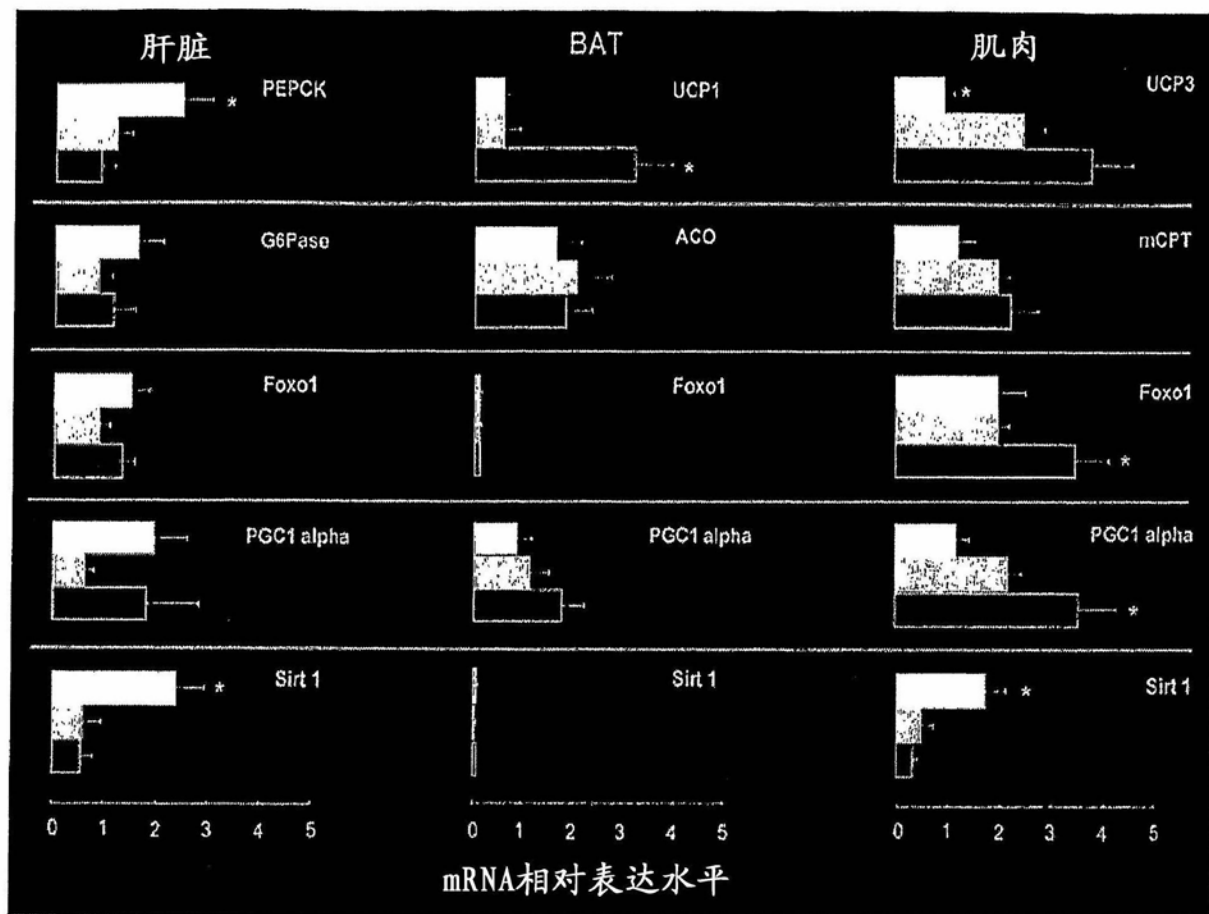 肝脏 BAT 肌肉
PEPCK UCP1 UCP3
* * *
G6Pase ACO mCPT
Foxo1 Foxo1 Foxo1
*
PGC1 alpha PGC1 alpha PGC1 alpha
*
Sirt 1 Sirt 1 Sirt 1
* *
0 1 2 3 4 5 0 1 2 3 4 5 0 1 2 3 4 5
mRNA相对表达水平